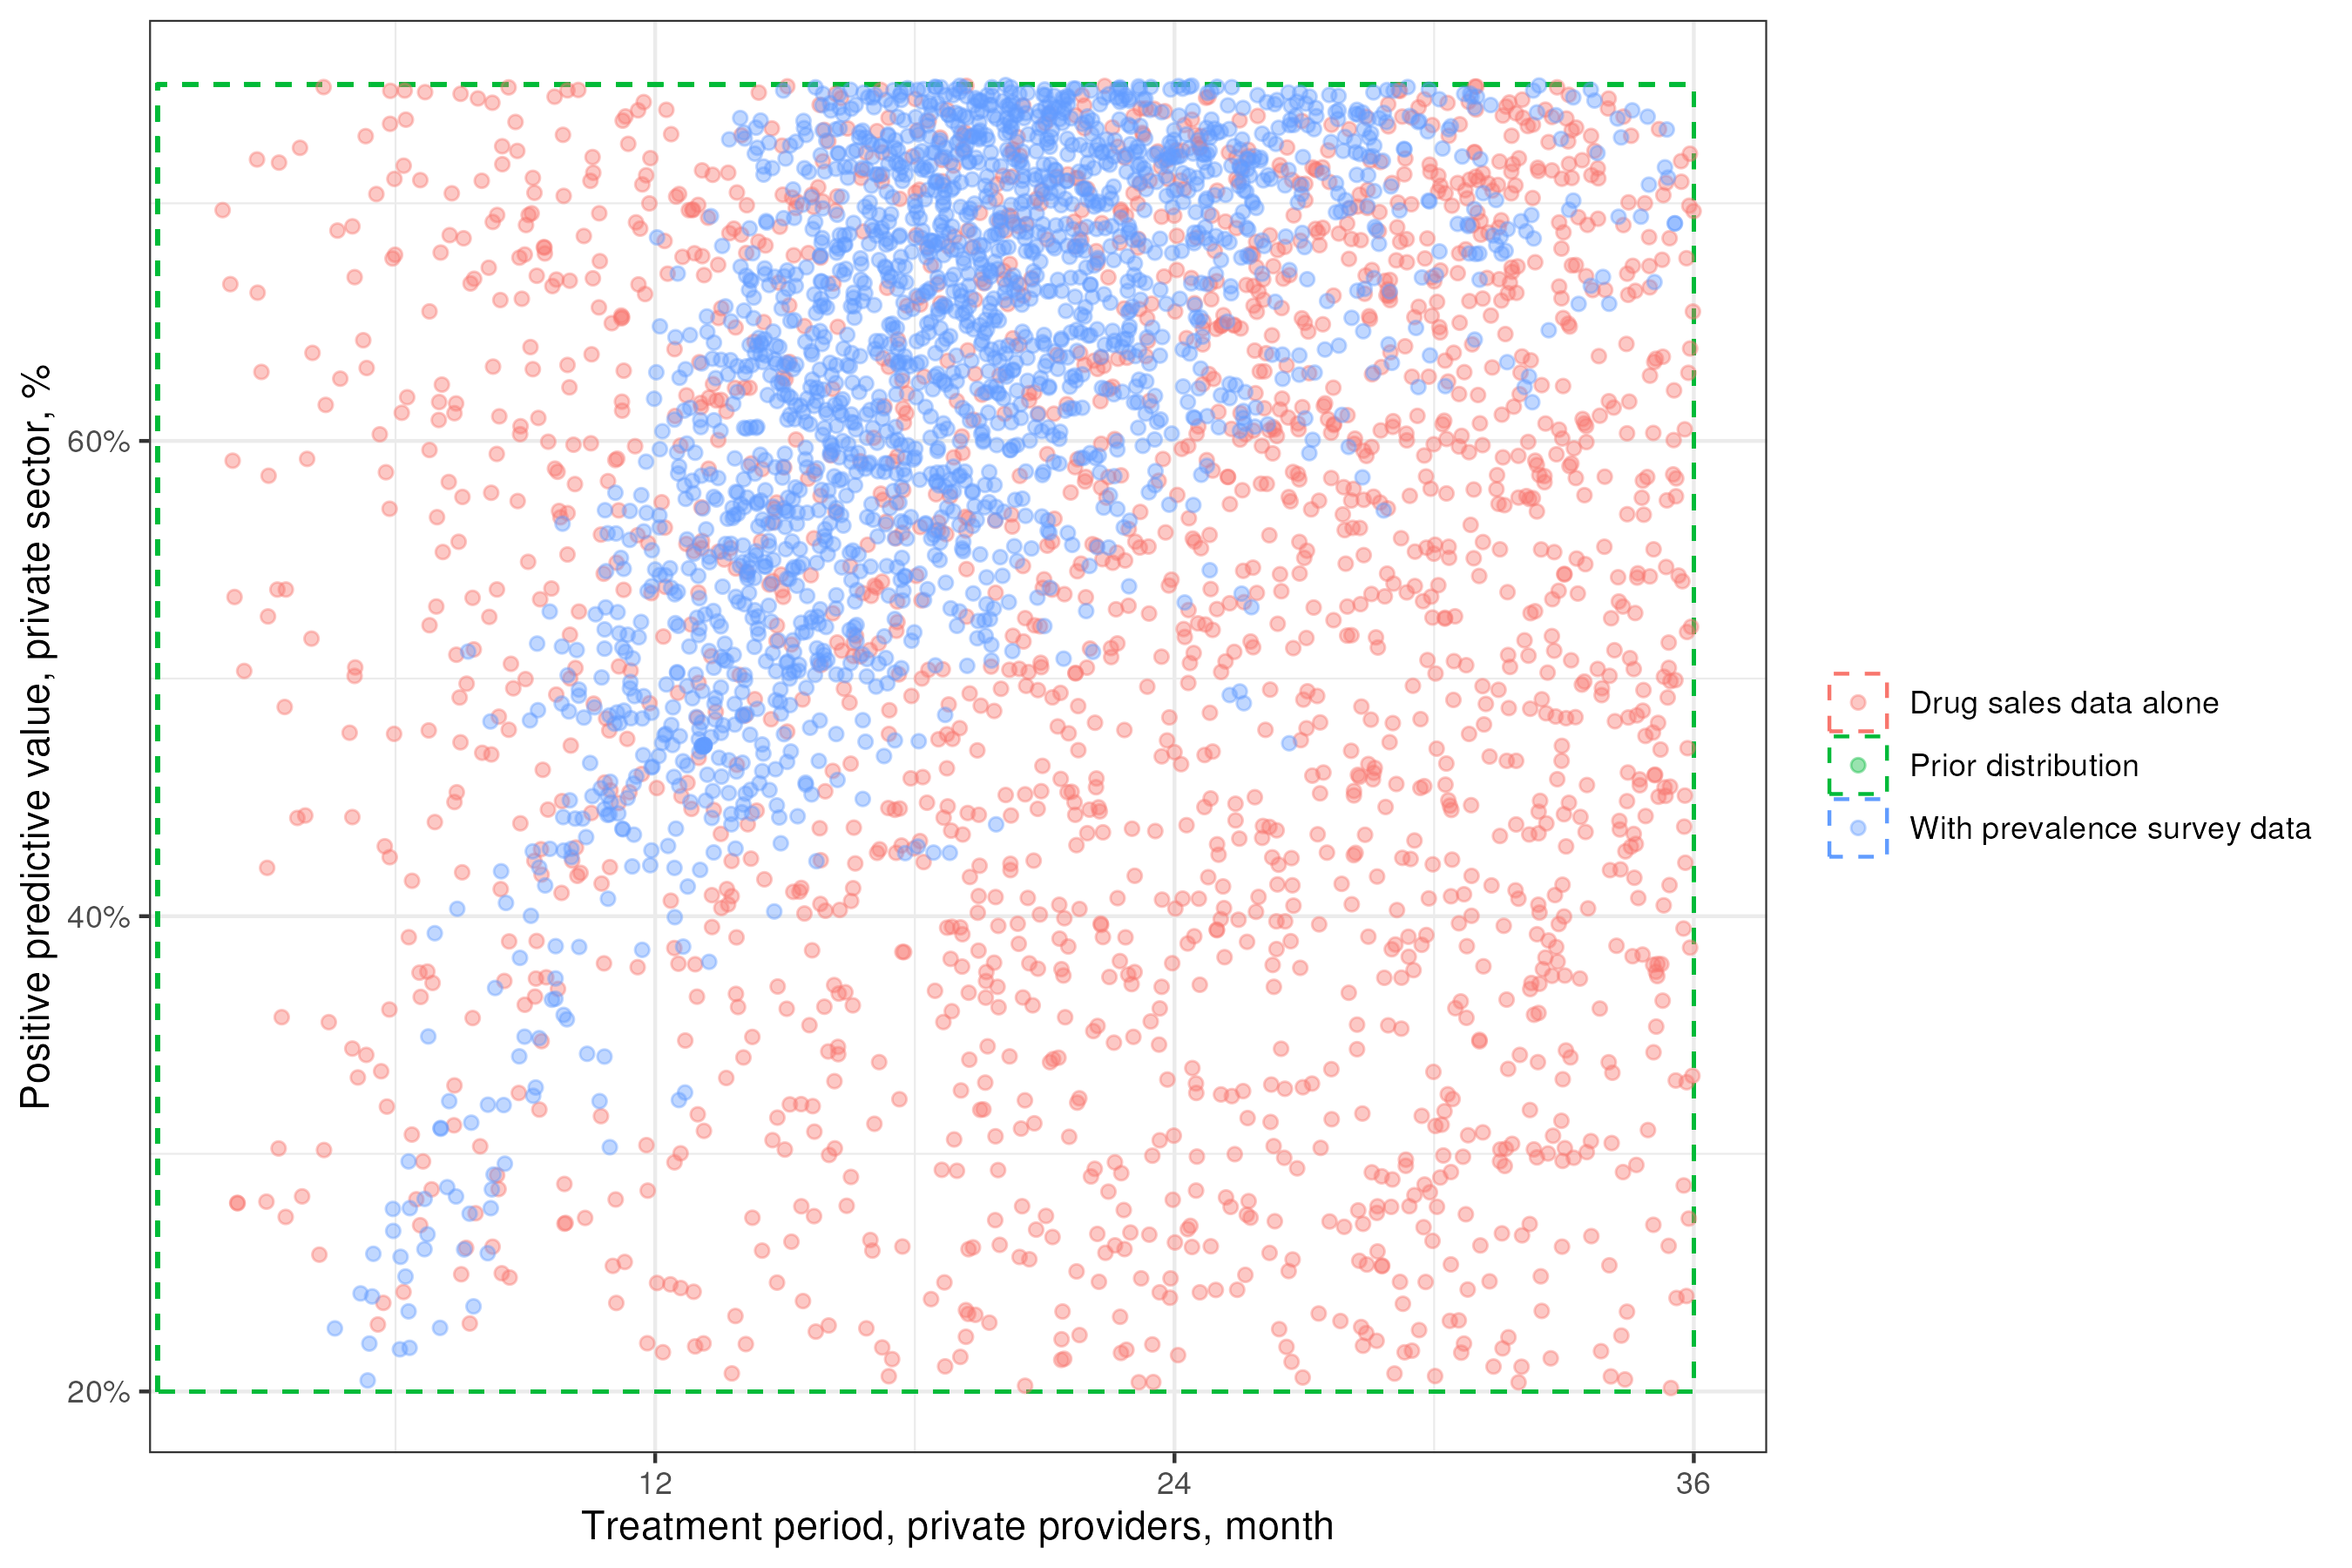 Positive predictive value, private sector, %
60%
40%
20%
12
24
36
Treatment period, private providers, month
Drug sales data alone
Prior distribution
With prevalence survey data